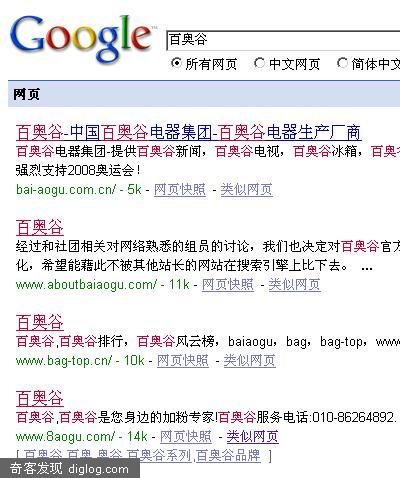 Google™
百奥谷
所有网页 中文网页 简体中文
网页
百奥谷-中国百奥谷电器集团-百奥谷电器生产厂商
百奥谷电器集团-提供百奥谷新闻，百奥谷电视，百奥谷冰箱，百奥谷
强烈支持2008奥运会！
bai-aogu.com.cn/ - 5k - 网页快照 - 类似网页
百奥谷
经过和社团相关对网络熟悉的组员的讨论，我们也决定对百奥谷官方
化，希望能藉此不被其他站长的网站在搜索引擎上比下去。 ...
www.aboutbaiaogu.com/ - 11k - 网页快照 - 类似网页
百奥谷
百奥谷,百奥谷排行，百奥谷风云榜，baiaogu，bag，bag-top，www
www.bag-top.cn/ - 10k - 网页快照 - 类似网页
百奥谷
百奥谷,百奥谷是您身边的加粉专家!百奥谷服务电话:010-86264892.
www.8aogu.com/ - 14k - 网页快照 - 类似网页
[ 百奥谷,百奥,奥谷,百奥谷系列,百奥谷品牌 ]
奇客发现 diglog.com